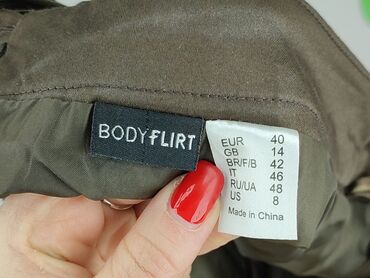 BODYFLIRT
EUR 40
GB 14
BR/F/B 42
IT 46
RU/UA 48
US 8
Made in China